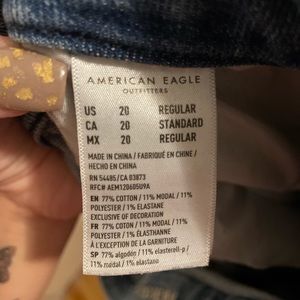 AMERICAN EAGLE
OUTFITTERS
US 20 REGULAR
CA 20 STANDARD
MX 20 REGULAR
MADE IN CHINA / FABRIQUÉ EN CHINE /
HECHO EN CHINA
RN 54485/CA 03873
RFC# AEM120605U9A
EN: 77% COTTON / 11% MODAL / 11%
POLYESTER / 1% ELASTANE
EXCLUSIVE OF DECORATION
FR: 77% COTON / 11% MODAL / 11%
POLYESTER / 1% ÉLASTHANNE
À L'EXCEPTION DE LA GARNITURE
SP: 77% algodón / 11% elasterell-p /
11% modal / 1% elastano